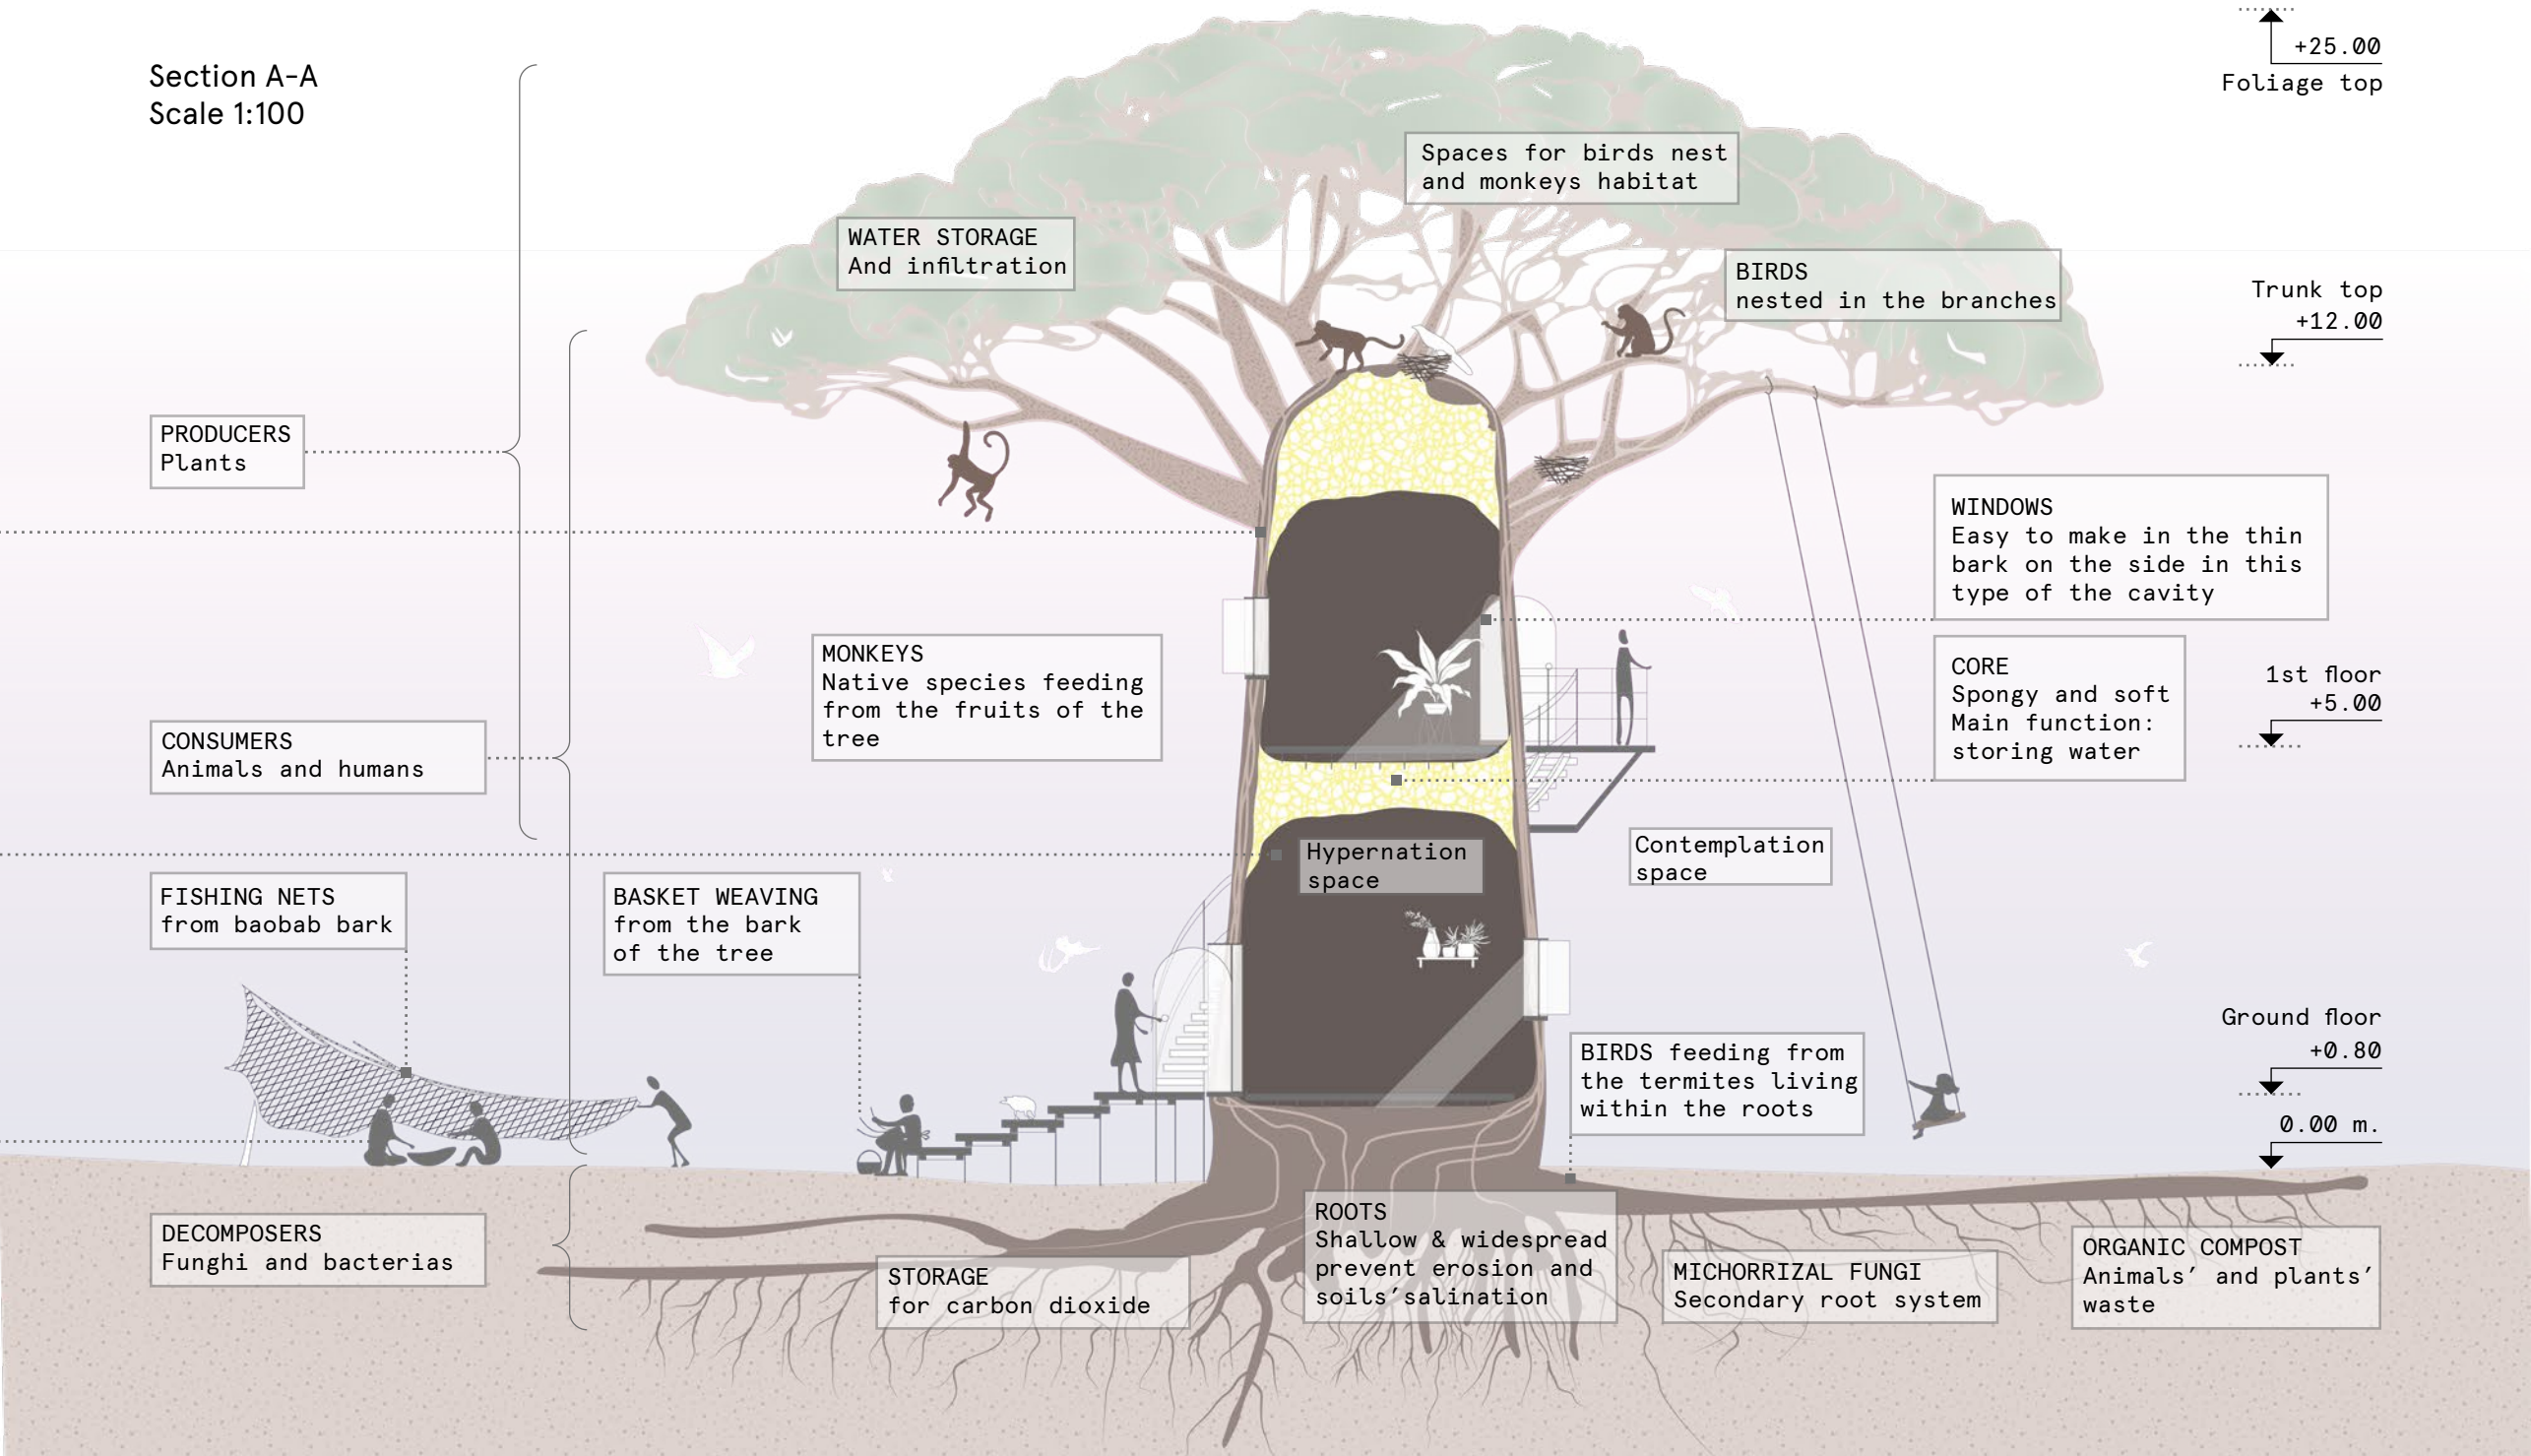 Section A-A
Scale 1:100
+25.00
Foliage top
Spaces for birds nest
and monkeys habitat
WATER STORAGE
And infiltration
BIRDS
nested in the branches
Trunk top
+12.00
PRODUCERS
Plants
WINDOWS
Easy to make in the thin
bark on the side in this
type of the cavity
MONKEYS
Native species feeding
from the fruits of the
tree
CORE
Spongy and soft
Main function:
storing water
1st floor
+5.00
CONSUMERS
Animals and humans
Hypernation
space
Contemplation
space
FISHING NETS
from baobab bark
BASKET WEAVING
from the bark
of the tree
Ground floor
+0.80
BIRDS feeding from
the termites living
within the roots
0.00 m.
DECOMPOSERS
Funghi and bacterias
STORAGE
for carbon dioxide
ROOTS
Shallow & widespread
prevent erosion and
soils’salination
MICHORRIZAL FUNGI
Secondary root system
ORGANIC COMPOST
Animals’ and plants’
waste